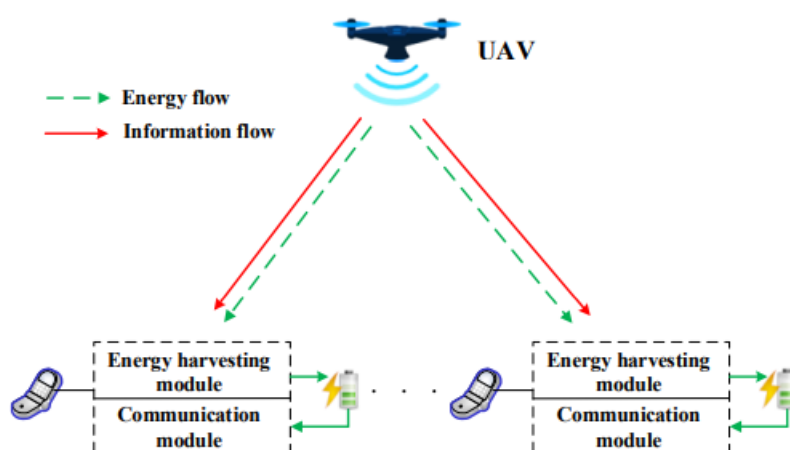 UAV
Energy flow
Information flow
Energy harvesting
module
Communication
module
. . .
Energy harvesting
module
Communication
module